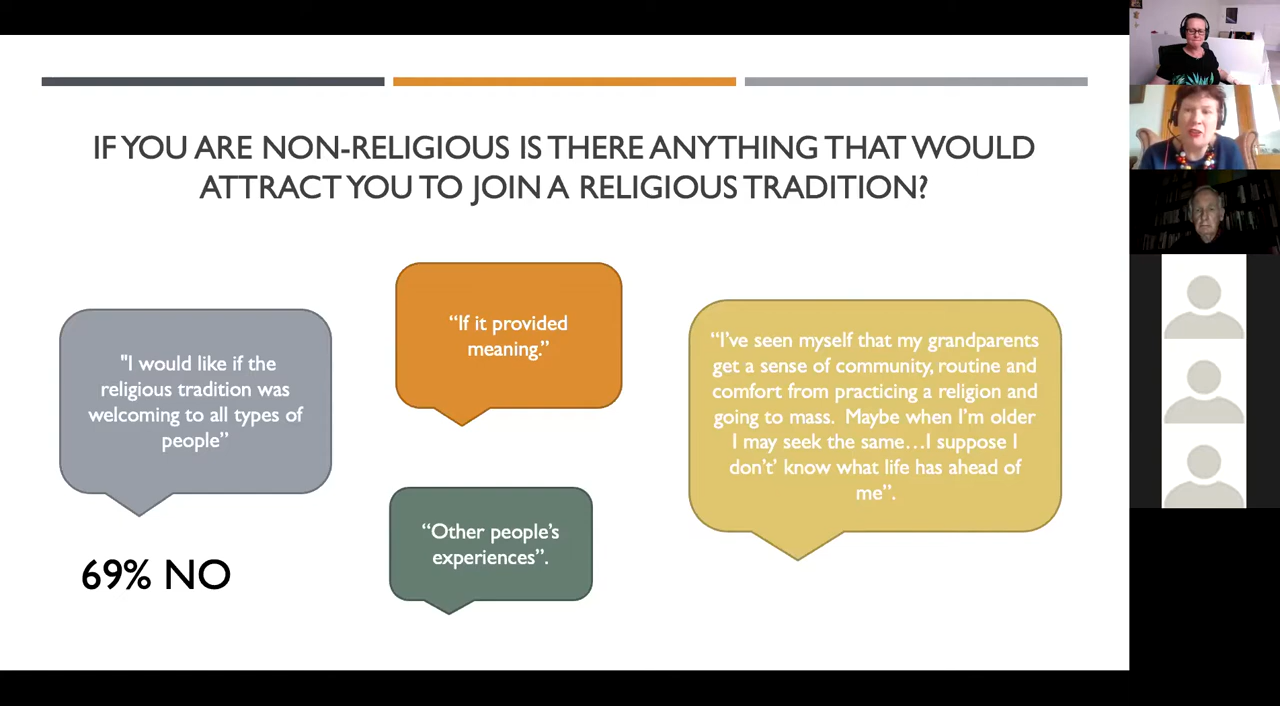 IF YOU ARE NON-RELIGIOUS IS THERE ANYTHING THAT WOULD
ATTRACT YOU TO JOIN A RELIGIOUS TRADITION?
"I would like if the
religious tradition was
welcoming to all types of
people”
“If it provided
meaning.”
“I’ve seen myself that my grandparents
get a sense of community, routine and
comfort from practicing a religion and
going to mass. Maybe when I’m older
I may seek the same…I suppose I
don’t’ know what life has ahead of
me”.
“Other people’s
experiences”.
69% NO